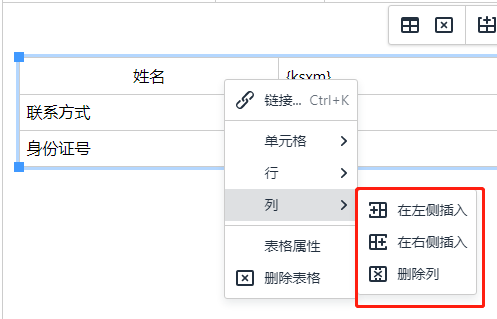 姓名
{ksxm}
联系方式
身份证号
链接... Ctrl+K
单元格
行
列
表格属性
删除表格
在左侧插入
在右侧插入
删除列